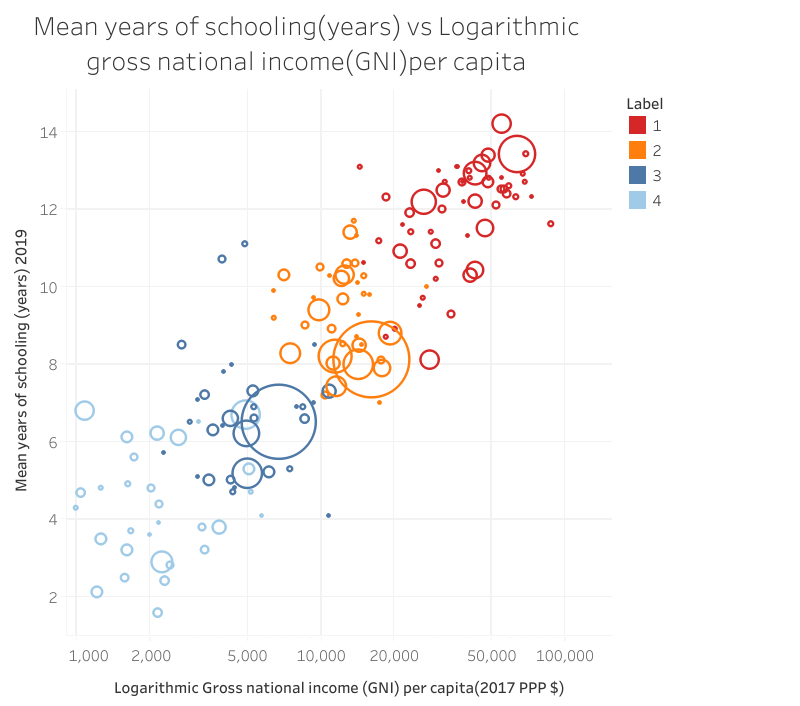 Mean years of schooling(years) vs Logarithmic
gross national income(GNI)per capita
Label
1
2
3
4
Mean years of schooling (years) 2019
14
12
10
8
6
4
2
1,000 2,000 5,000 10,000 20,000 50,000 100,000
Logarithmic Gross national income (GNI) per capita(2017 PPP $)